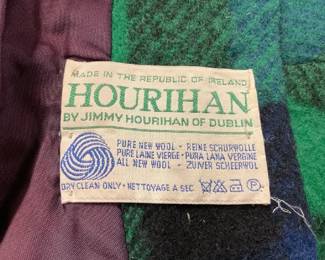 MADE IN THE REPUBLIC OF IRELAND
HOURIHAN
BY JIMMY HOURIHAN OF DUBLIN
PURE NEW WOOL · REINE SCHURWOLLE
PURE LAINE VIERGE · PURA LANA VERGINE
ALL NEW WOOL · ZUIVER SCHEERWOL
DRY CLEAN ONLY · NETTOYAGE A SEC P